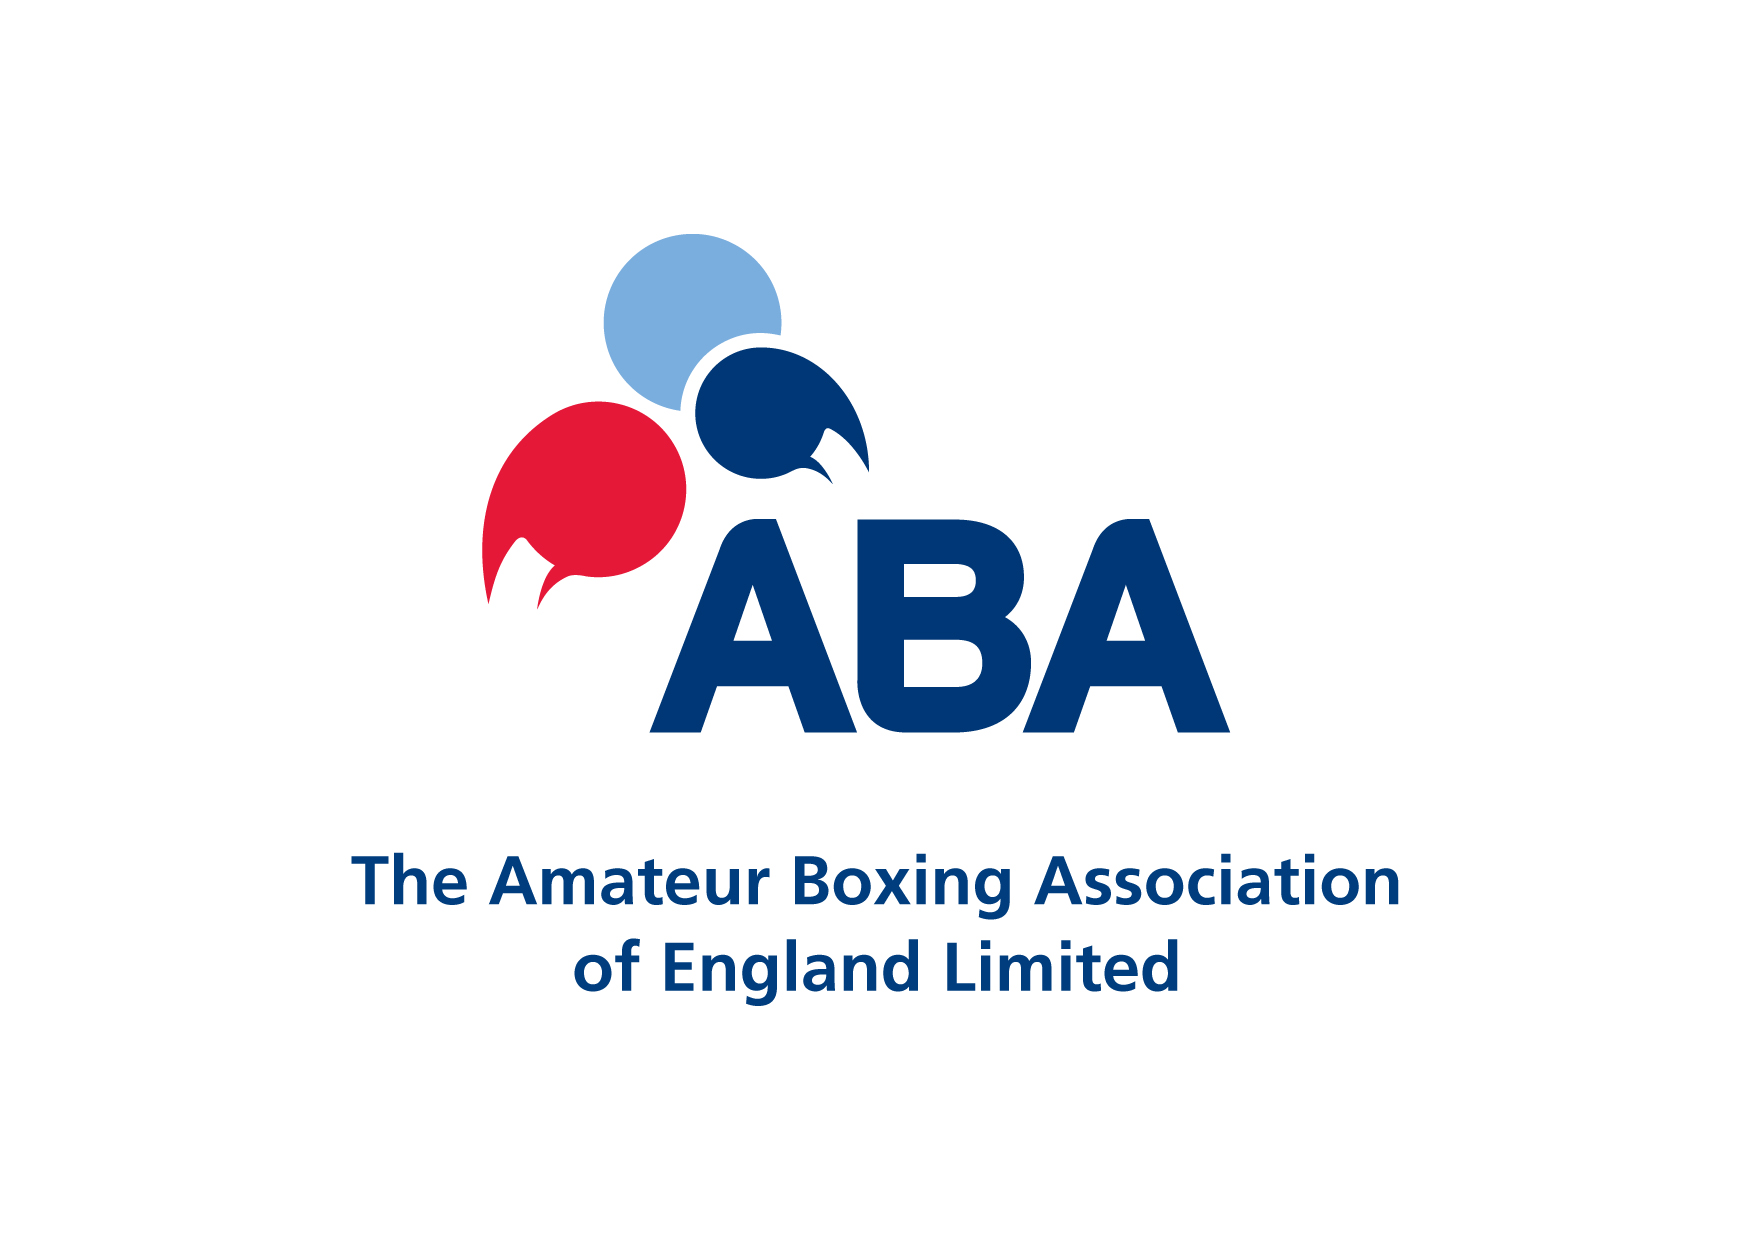 ABA
The Amateur Boxing Association
of England Limited